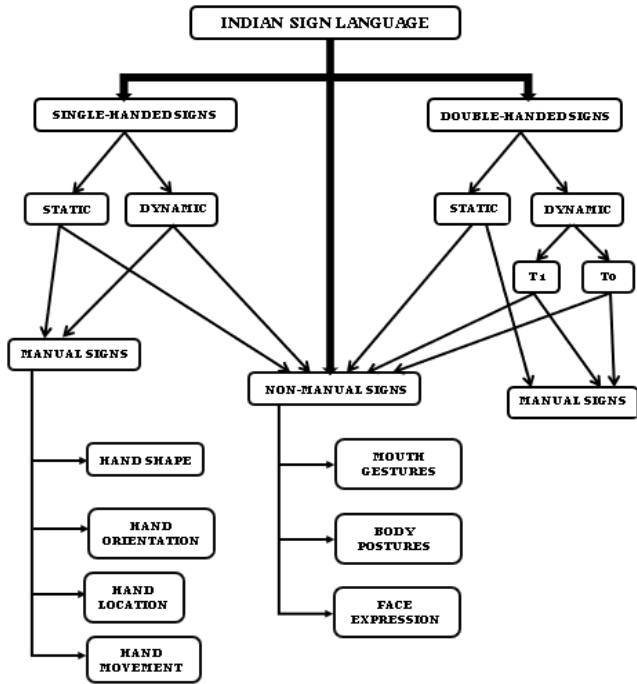 INDIAN SIGN LANGUAGE
SINGLE-HANDED SIGNS
DOUBLE-HANDED SIGNS
STATIC
DYNAMIC
STATIC
DYNAMIC
T1
T0
MANUAL SIGNS
NON-MANUAL SIGNS
MANUAL SIGNS
HAND SHAPE
HAND
ORIENTATION
HAND
LOCATION
HAND
MOVEMENT
MOUTH
GESTURES
BODY
POSTURES
FACE
EXPRESSION